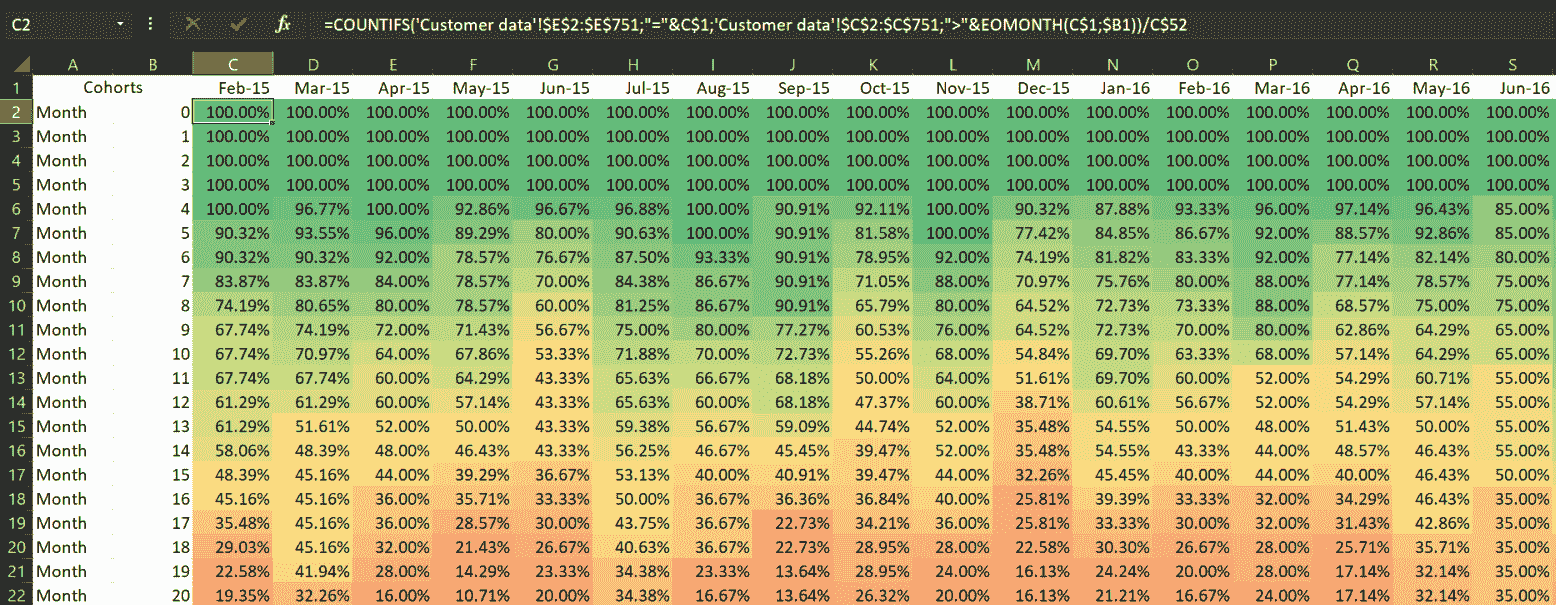 C2 fx =COUNTIFS('Customer data'!$E$2:$E$751;"="&C$1;'Customer data'!$C$2:$C$751;">"&EOMONTH(C$1;$B1))/C$52
A B C D E F G H I J K L M N O P Q R S
1 Cohorts Feb-15 Mar-15 Apr-15 May-15 Jun-15 Jul-15 Aug-15 Sep-15 Oct-15 Nov-15 Dec-15 Jan-16 Feb-16 Mar-16 Apr-16 May-16 Jun-16
2 Month 0 100.00% 100.00% 100.00% 100.00% 100.00% 100.00% 100.00% 100.00% 100.00% 100.00% 100.00% 100.00% 100.00% 100.00% 100.00% 100.00% 100.00%
3 Month 1 100.00% 100.00% 100.00% 100.00% 100.00% 100.00% 100.00% 100.00% 100.00% 100.00% 100.00% 100.00% 100.00% 100.00% 100.00% 100.00% 100.00%
4 Month 2 100.00% 100.00% 100.00% 100.00% 100.00% 100.00% 100.00% 100.00% 100.00% 100.00% 100.00% 100.00% 100.00% 100.00% 100.00% 100.00% 100.00%
5 Month 3 100.00% 100.00% 100.00% 100.00% 100.00% 100.00% 100.00% 100.00% 100.00% 100.00% 100.00% 100.00% 100.00% 100.00% 100.00% 100.00% 100.00%
6 Month 4 100.00% 96.77% 100.00% 92.86% 96.67% 96.88% 100.00% 90.91% 92.11% 100.00% 90.32% 87.88% 93.33% 96.00% 97.14% 96.43% 85.00%
7 Month 5 90.32% 93.55% 96.00% 89.29% 80.00% 90.63% 100.00% 90.91% 81.58% 100.00% 77.42% 84.85% 86.67% 92.00% 88.57% 92.86% 85.00%
8 Month 6 90.32% 90.32% 92.00% 78.57% 76.67% 87.50% 93.33% 90.91% 78.95% 92.00% 74.19% 81.82% 83.33% 92.00% 77.14% 82.14% 80.00%
9 Month 7 83.87% 83.87% 84.00% 78.57% 70.00% 84.38% 86.67% 90.91% 71.05% 88.00% 70.97% 75.76% 80.00% 88.00% 77.14% 78.57% 75.00%
10 Month 8 74.19% 80.65% 80.00% 78.57% 60.00% 81.25% 86.67% 90.91% 65.79% 80.00% 64.52% 72.73% 73.33% 88.00% 68.57% 75.00% 75.00%
11 Month 9 67.74% 74.19% 72.00% 71.43% 56.67% 75.00% 80.00% 77.27% 60.53% 76.00% 64.52% 72.73% 70.00% 80.00% 62.86% 64.29% 65.00%
12 Month 10 67.74% 70.97% 64.00% 67.86% 53.33% 71.88% 70.00% 72.73% 55.26% 68.00% 54.84% 69.70% 63.33% 68.00% 57.14% 64.29% 65.00%
13 Month 11 67.74% 67.74% 60.00% 64.29% 43.33% 65.63% 66.67% 68.18% 50.00% 64.00% 51.61% 69.70% 60.00% 52.00% 54.29% 60.71% 55.00%
14 Month 12 61.29% 61.29% 60.00% 57.14% 43.33% 65.63% 60.00% 68.18% 47.37% 60.00% 38.71% 60.61% 56.67% 52.00% 54.29% 57.14% 55.00%
15 Month 13 61.29% 51.61% 52.00% 50.00% 43.33% 59.38% 56.67% 59.09% 44.74% 52.00% 35.48% 54.55% 50.00% 48.00% 51.43% 50.00% 55.00%
16 Month 14 58.06% 48.39% 48.00% 46.43% 43.33% 56.25% 46.67% 45.45% 39.47% 52.00% 35.48% 54.55% 43.33% 44.00% 48.57% 46.43% 55.00%
17 Month 15 48.39% 45.16% 44.00% 39.29% 36.67% 53.13% 40.00% 40.91% 39.47% 44.00% 32.26% 45.45% 40.00% 44.00% 40.00% 46.43% 50.00%
18 Month 16 45.16% 45.16% 36.00% 35.71% 33.33% 50.00% 36.67% 36.36% 36.84% 40.00% 25.81% 39.39% 33.33% 32.00% 34.29% 46.43% 35.00%
19 Month 17 35.48% 45.16% 36.00% 28.57% 30.00% 43.75% 36.67% 22.73% 34.21% 36.00% 25.81% 33.33% 30.00% 32.00% 31.43% 42.86% 35.00%
20 Month 18 29.03% 45.16% 32.00% 21.43% 26.67% 40.63% 36.67% 22.73% 28.95% 28.00% 22.58% 30.30% 26.67% 28.00% 25.71% 35.71% 35.00%
21 Month 19 22.58% 41.94% 28.00% 14.29% 23.33% 34.38% 23.33% 13.64% 28.95% 24.00% 16.13% 24.24% 20.00% 28.00% 17.14% 32.14% 35.00%
22 Month 20 19.35% 32.26% 16.00% 10.71% 20.00% 34.38% 16.67% 13.64% 26.32% 20.00% 16.13% 21.21% 16.67% 24.00% 17.14% 32.14% 35.00%